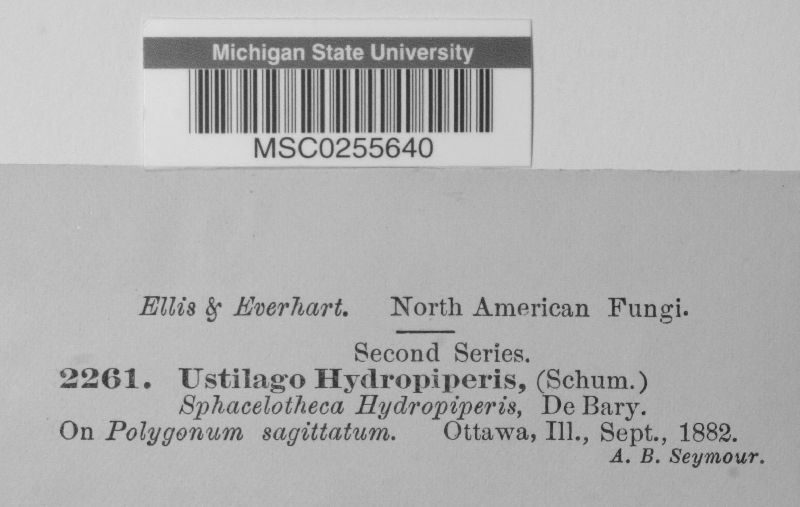 Michigan State University
MSC0255640
Ellis & Everhart. North American Fungi.
Second Series.
2261. Ustilago Hydropiperis, (Schum.)
Sphacelotheca Hydropiperis, De Bary.
On Polygonum sagittatum. Ottawa, Ill., Sept., 1882.
A. B. Seymour.